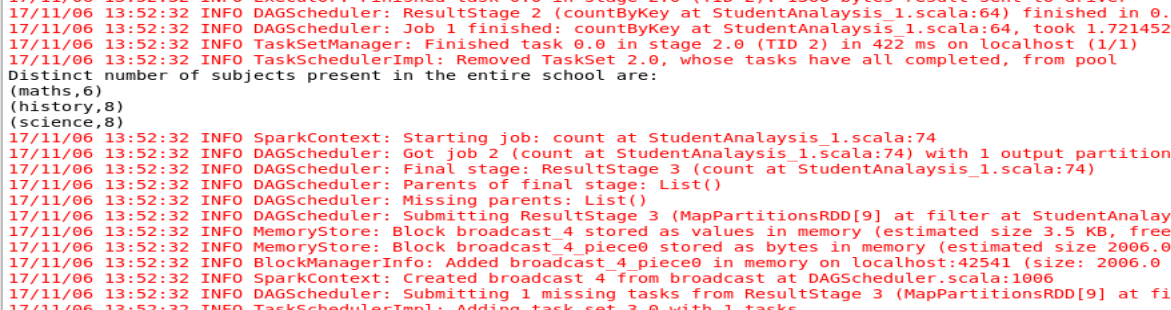 17/11/06 13:52:32 INFO Executor: Finished task 0.0 in stage 2.0 (TID 2). 1380 bytes result sent to driver
17/11/06 13:52:32 INFO DAGScheduler: ResultStage 2 (countByKey at StudentAnalaysis_1.scala:64) finished in 0.
17/11/06 13:52:32 INFO DAGScheduler: Job 1 finished: countByKey at StudentAnalaysis_1.scala:64, took 1.721452
17/11/06 13:52:32 INFO TaskSetManager: Finished task 0.0 in stage 2.0 (TID 2) in 422 ms on localhost (1/1)
17/11/06 13:52:32 INFO TaskSchedulerImpl: Removed TaskSet 2.0, whose tasks have all completed, from pool
Distinct number of subjects present in the entire school are:
(maths,6)
(history,8)
(science,8)
17/11/06 13:52:32 INFO SparkContext: Starting job: count at StudentAnalaysis_1.scala:74
17/11/06 13:52:32 INFO DAGScheduler: Got job 2 (count at StudentAnalaysis_1.scala:74) with 1 output partition
17/11/06 13:52:32 INFO DAGScheduler: Final stage: ResultStage 3 (count at StudentAnalaysis_1.scala:74)
17/11/06 13:52:32 INFO DAGScheduler: Parents of final stage: List()
17/11/06 13:52:32 INFO DAGScheduler: Missing parents: List()
17/11/06 13:52:32 INFO DAGScheduler: Submitting ResultStage 3 (MapPartitionsRDD[9] at filter at StudentAnalay
17/11/06 13:52:32 INFO MemoryStore: Block broadcast_4 stored as values in memory (estimated size 3.5 KB, free
17/11/06 13:52:32 INFO MemoryStore: Block broadcast_4_piece0 stored as bytes in memory (estimated size 2006.0
17/11/06 13:52:32 INFO BlockManagerInfo: Added broadcast_4_piece0 in memory on localhost:42541 (size: 2006.0
17/11/06 13:52:32 INFO SparkContext: Created broadcast 4 from broadcast at DAGScheduler.scala:1006
17/11/06 13:52:32 INFO DAGScheduler: Submitting 1 missing tasks from ResultStage 3 (MapPartitionsRDD[9] at fi
17/11/06 13:52:32 INFO TaskSchedulerImpl: Adding task set 3.0 with 1 tasks